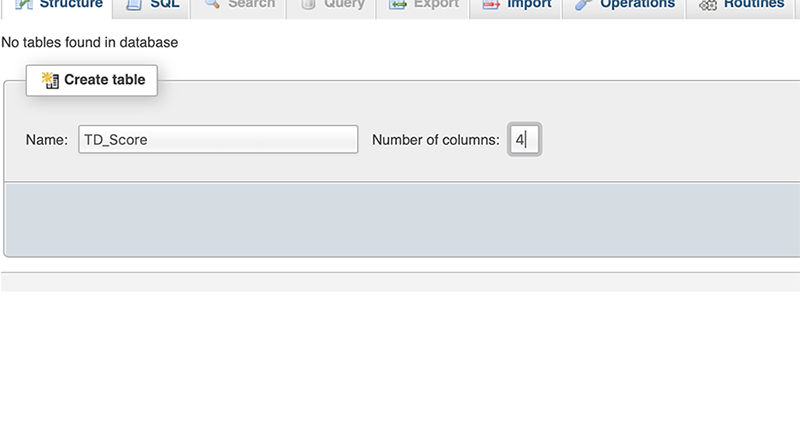 Structure SQL Search Query Export Import Operations Routines
No tables found in database
Create table
Name: TD_Score Number of columns: 4